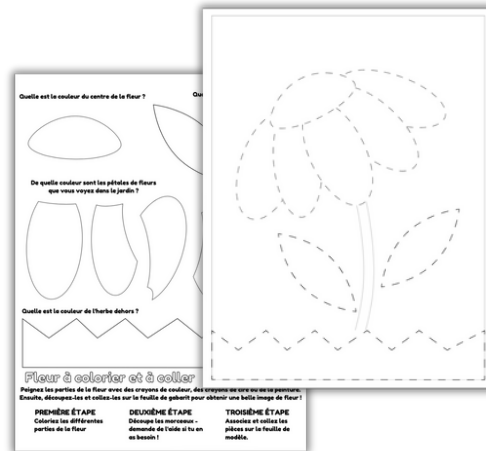 Quelle est la couleur du centre de la fleur ?
De quelle couleur sont les pétales de fleurs
que vous voyez dans le jardin ?
Quelle est la couleur de l'herbe dehors ?
Fleur à colorier et à coller
Peignez les parties de la fleur avec des crayons de couleur, des crayons de cire ou de la peinture.
Ensuite, découpez-les et collez-les sur le feuille de gabarit pour obtenir une belle image de fleur !
PREMIÈRE ÉTAPE
Coloriez les différentes
parties de la fleur
DEUXIÈME ÉTAPE
Découpe les morceaux -
demande de l'aide si tu en
as besoin !
TROISIÈME ÉTAPE
Associez et collez les
pièces sur la feuille de
modèle.